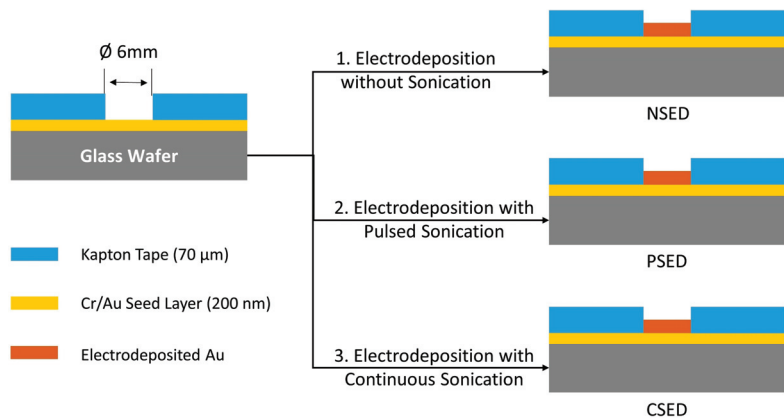 Ø 6mm
Glass Wafer
Kapton Tape (70 µm)
Cr/Au Seed Layer (200 nm)
Electrodeposited Au
1. Electrodeposition
without Sonication
2. Electrodeposition with
Pulsed Sonication
3. Electrodeposition with
Continuous Sonication
NSED
PSED
CSED